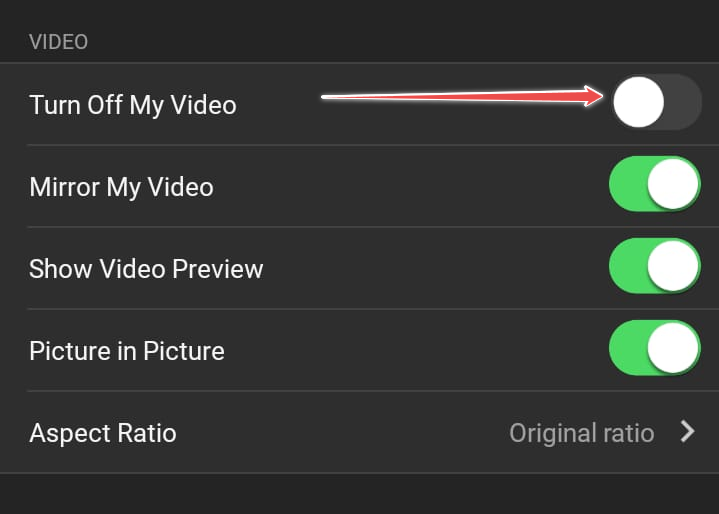 VIDEO
Turn Off My Video
Mirror My Video
Show Video Preview
Picture in Picture
Aspect Ratio Original ratio